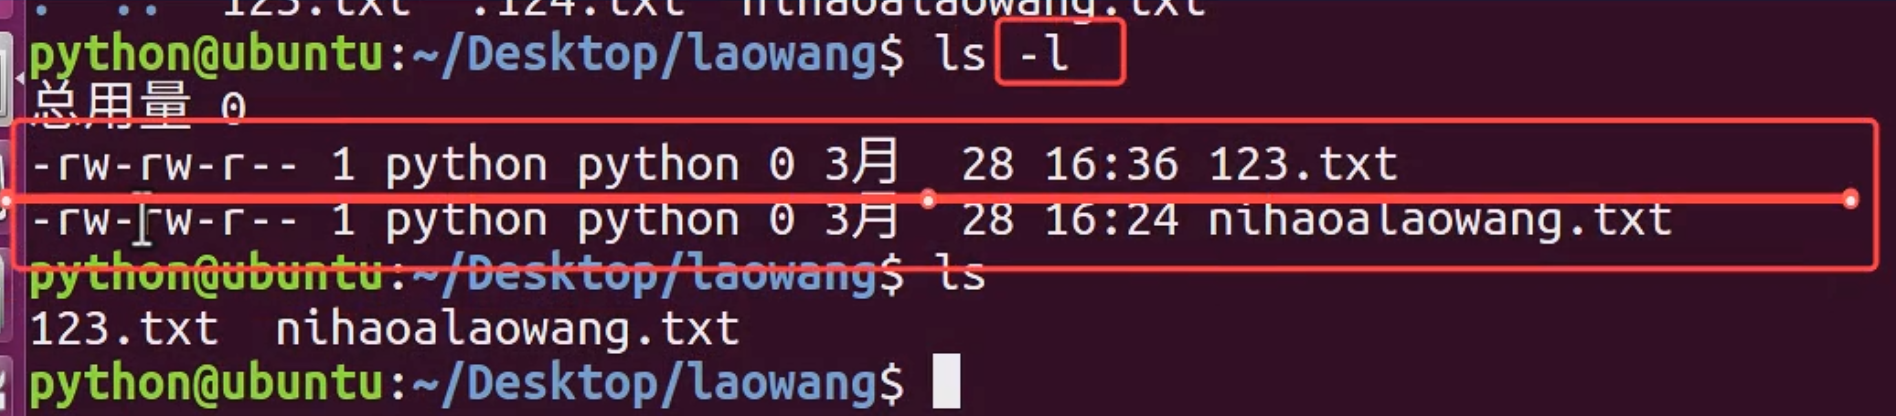 .  ..  123.txt  .124.txt  nihaoalaowang.txt
python@ubuntu:~/Desktop/laowang$ ls -l
总用量 0
-rw-rw-r-- 1 python python 0 3月  28 16:36 123.txt
-rw-rw-r-- 1 python python 0 3月  28 16:24 nihaoalaowang.txt
python@ubuntu:~/Desktop/laowang$ ls
123.txt  nihaoalaowang.txt
python@ubuntu:~/Desktop/laowang$